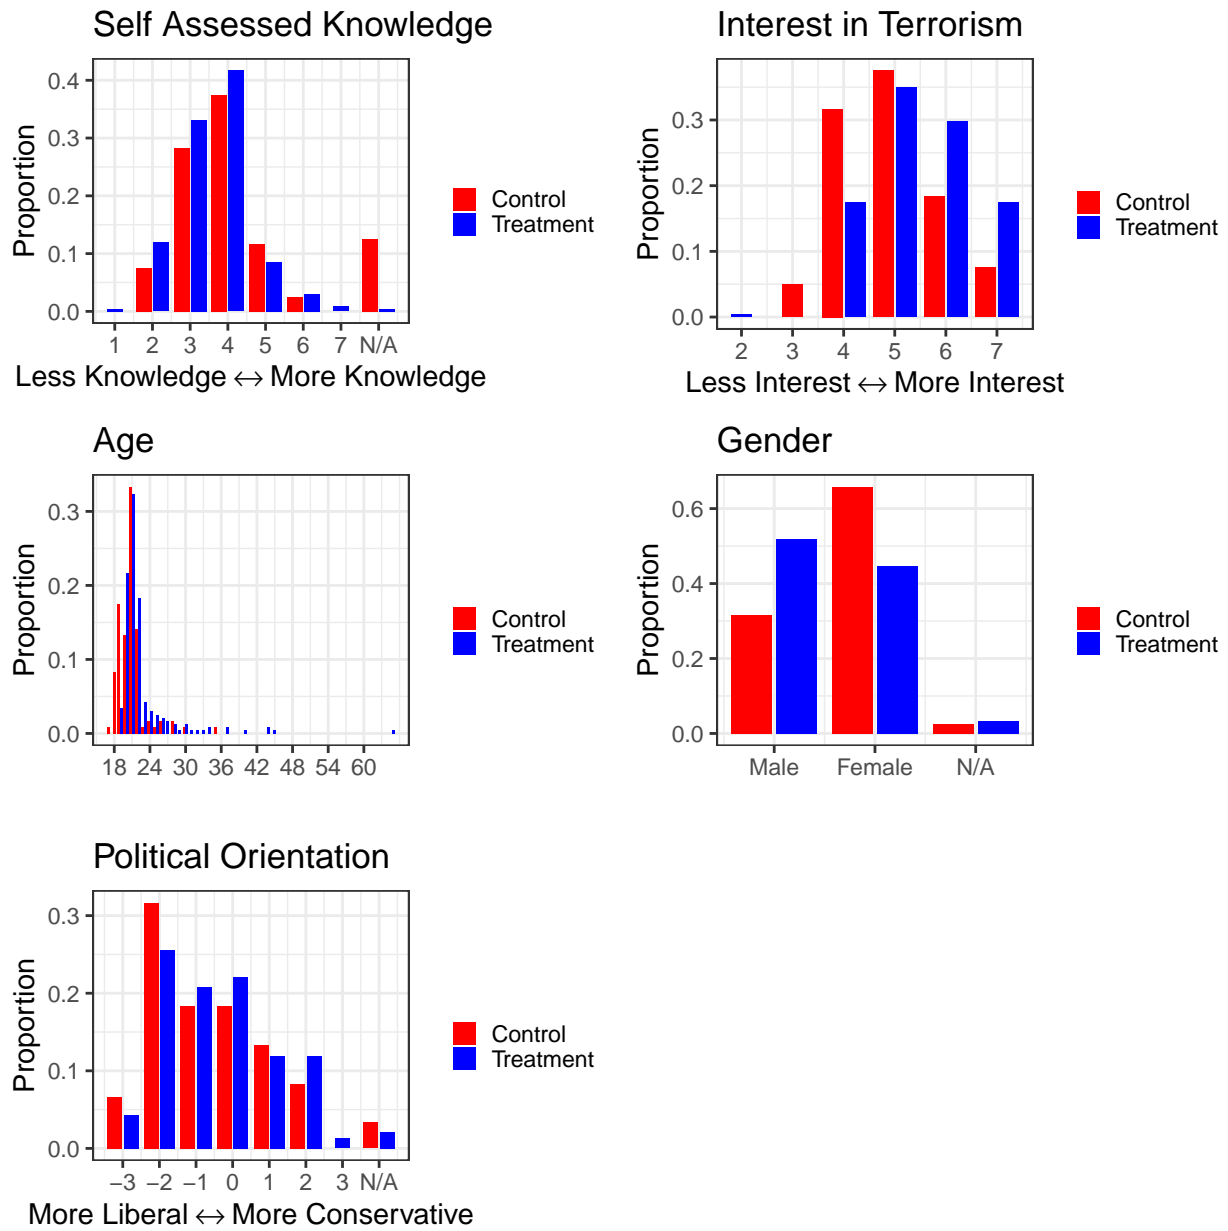 Self Assessed Knowledge
Proportion
0.4
0.3
0.2
0.1
0.0
1 2 3 4 5 6 7 N/A
Less Knowledge ↔ More Knowledge
Control
Treatment
Interest in Terrorism
Proportion
0.3
0.2
0.1
0.0
2 3 4 5 6 7
Less Interest ↔ More Interest
Control
Treatment
Age
Proportion
0.3
0.2
0.1
0.0
18 24 30 36 42 48 54 60
Control
Treatment
Gender
Proportion
0.6
0.4
0.2
0.0
Male Female N/A
Control
Treatment
Political Orientation
Proportion
0.3
0.2
0.1
0.0
−3 −2 −1 0 1 2 3 N/A
More Liberal ↔ More Conservative
Control
Treatment